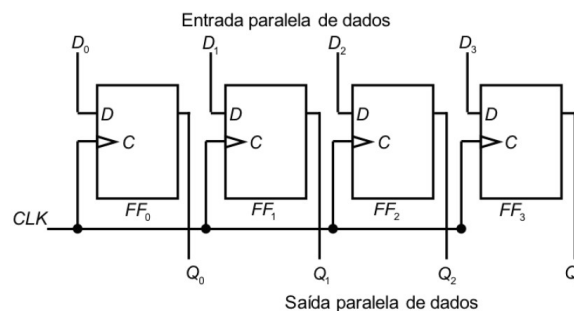 Entrada paralela de dados
D0 D1 D2 D3
D D D D
C C C C
FF0 FF1 FF2 FF3
CLK
Q0 Q1 Q2 Q
Saída paralela de dados